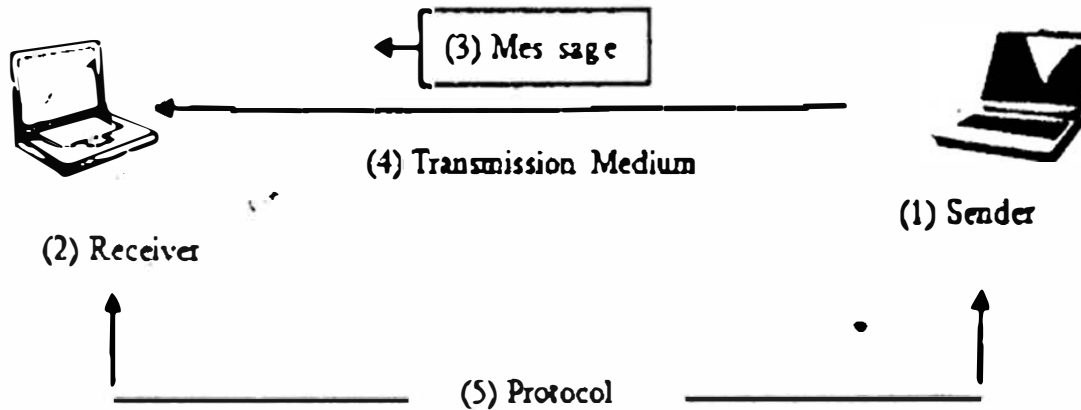 (3) Mes sage
(4) Transmission Medium
(1) Sender
(2) Receiver
(5) Protocol